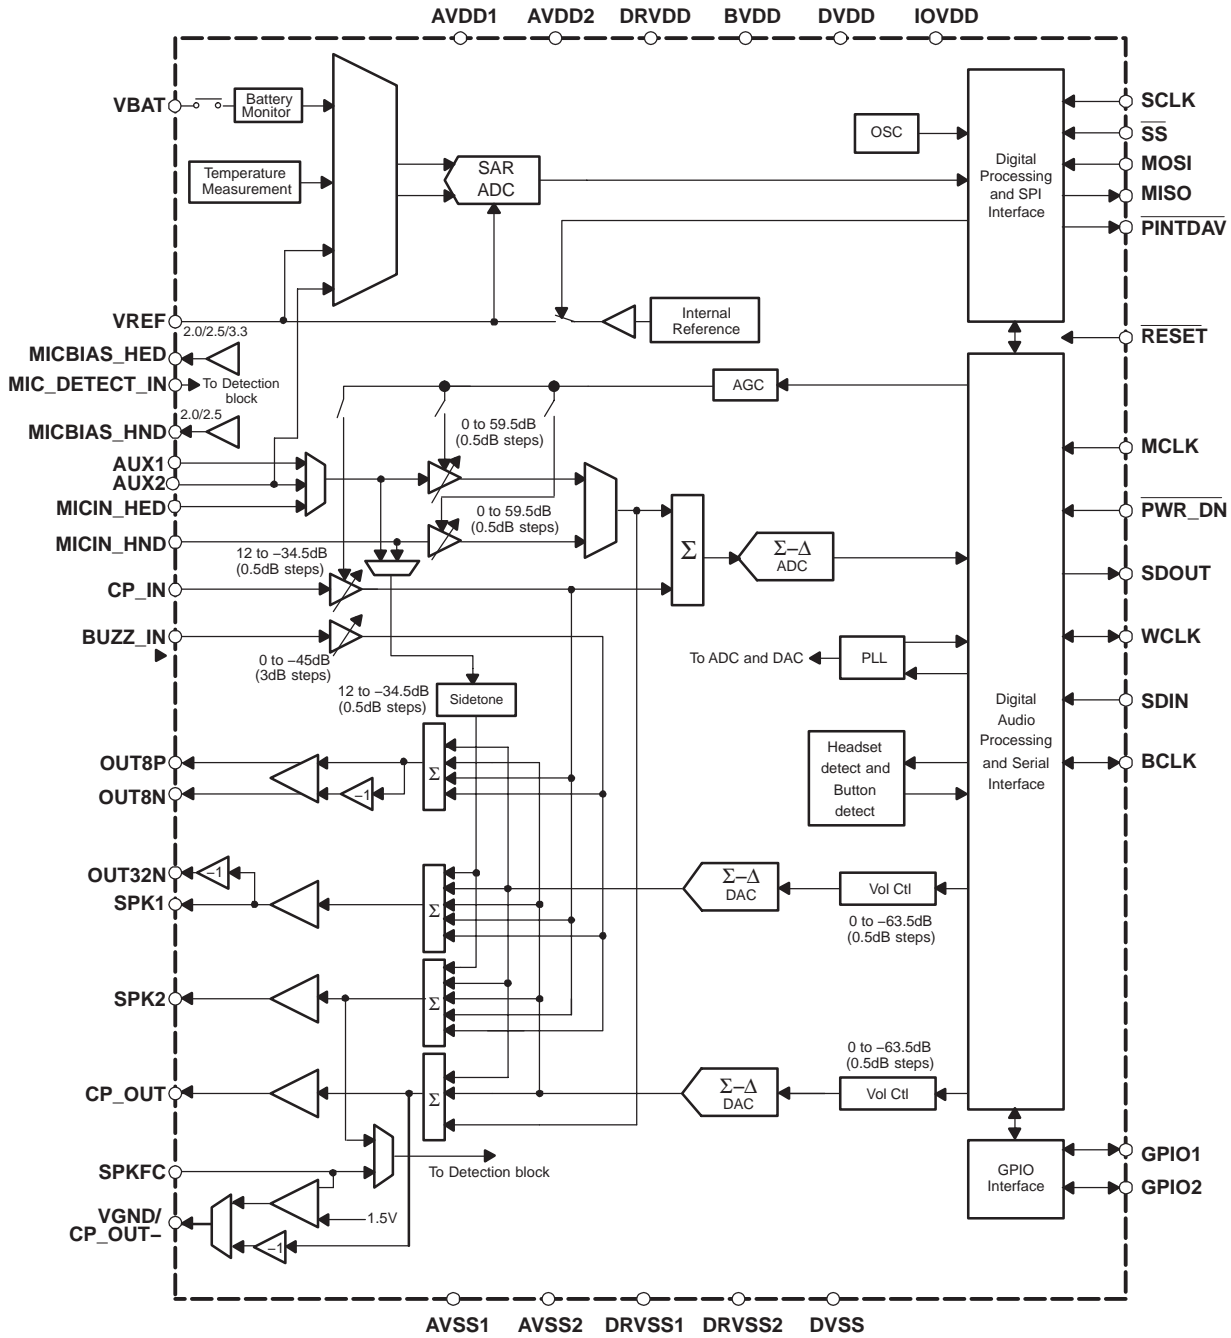 AVDD1 AVDD2 DRVDD BVDD DVDD IOVDD
VBAT
Battery
Monitor
Temperature
Measurement
SAR
ADC
OSC
Digital
Processing
and SPI
Interface
SCLK
SS
MOSI
MISO
PINTDAV
VREF
2.0/2.5/3.3
Internal
Reference
RESET
MICBIAS_HED
MIC_DETECT_IN
To Detection
block
AGC
2.0/2.5
MICBIAS_HND
0 to 59.5dB
(0.5dB steps)
MCLK
AUX1
AUX2
MICIN_HED
0 to 59.5dB
(0.5dB steps)
PWR_DN
MICIN_HND
12 to −34.5dB
(0.5dB steps)
Σ
Σ−Δ
ADC
SDOUT
CP_IN
BUZZ_IN
0 to −45dB
(3dB steps)
To ADC and DAC
PLL
WCLK
12 to −34.5dB
(0.5dB steps)
Sidetone
Digital
Audio
Processing
and Serial
Interface
SDIN
Headset
detect and
Button
detect
BCLK
OUT8P
OUT8N
−1
Σ
OUT32N
−1
SPK1
Σ
Σ−Δ
DAC
Vol Ctl
0 to −63.5dB
(0.5dB steps)
SPK2
Σ
0 to −63.5dB
(0.5dB steps)
CP_OUT
Σ
Σ−Δ
DAC
Vol Ctl
SPKFC
To Detection block
GPIO
Interface
GPIO1
GPIO2
VGND/
CP_OUT−
1.5V
−1
AVSS1 AVSS2 DRVSS1 DRVSS2 DVSS